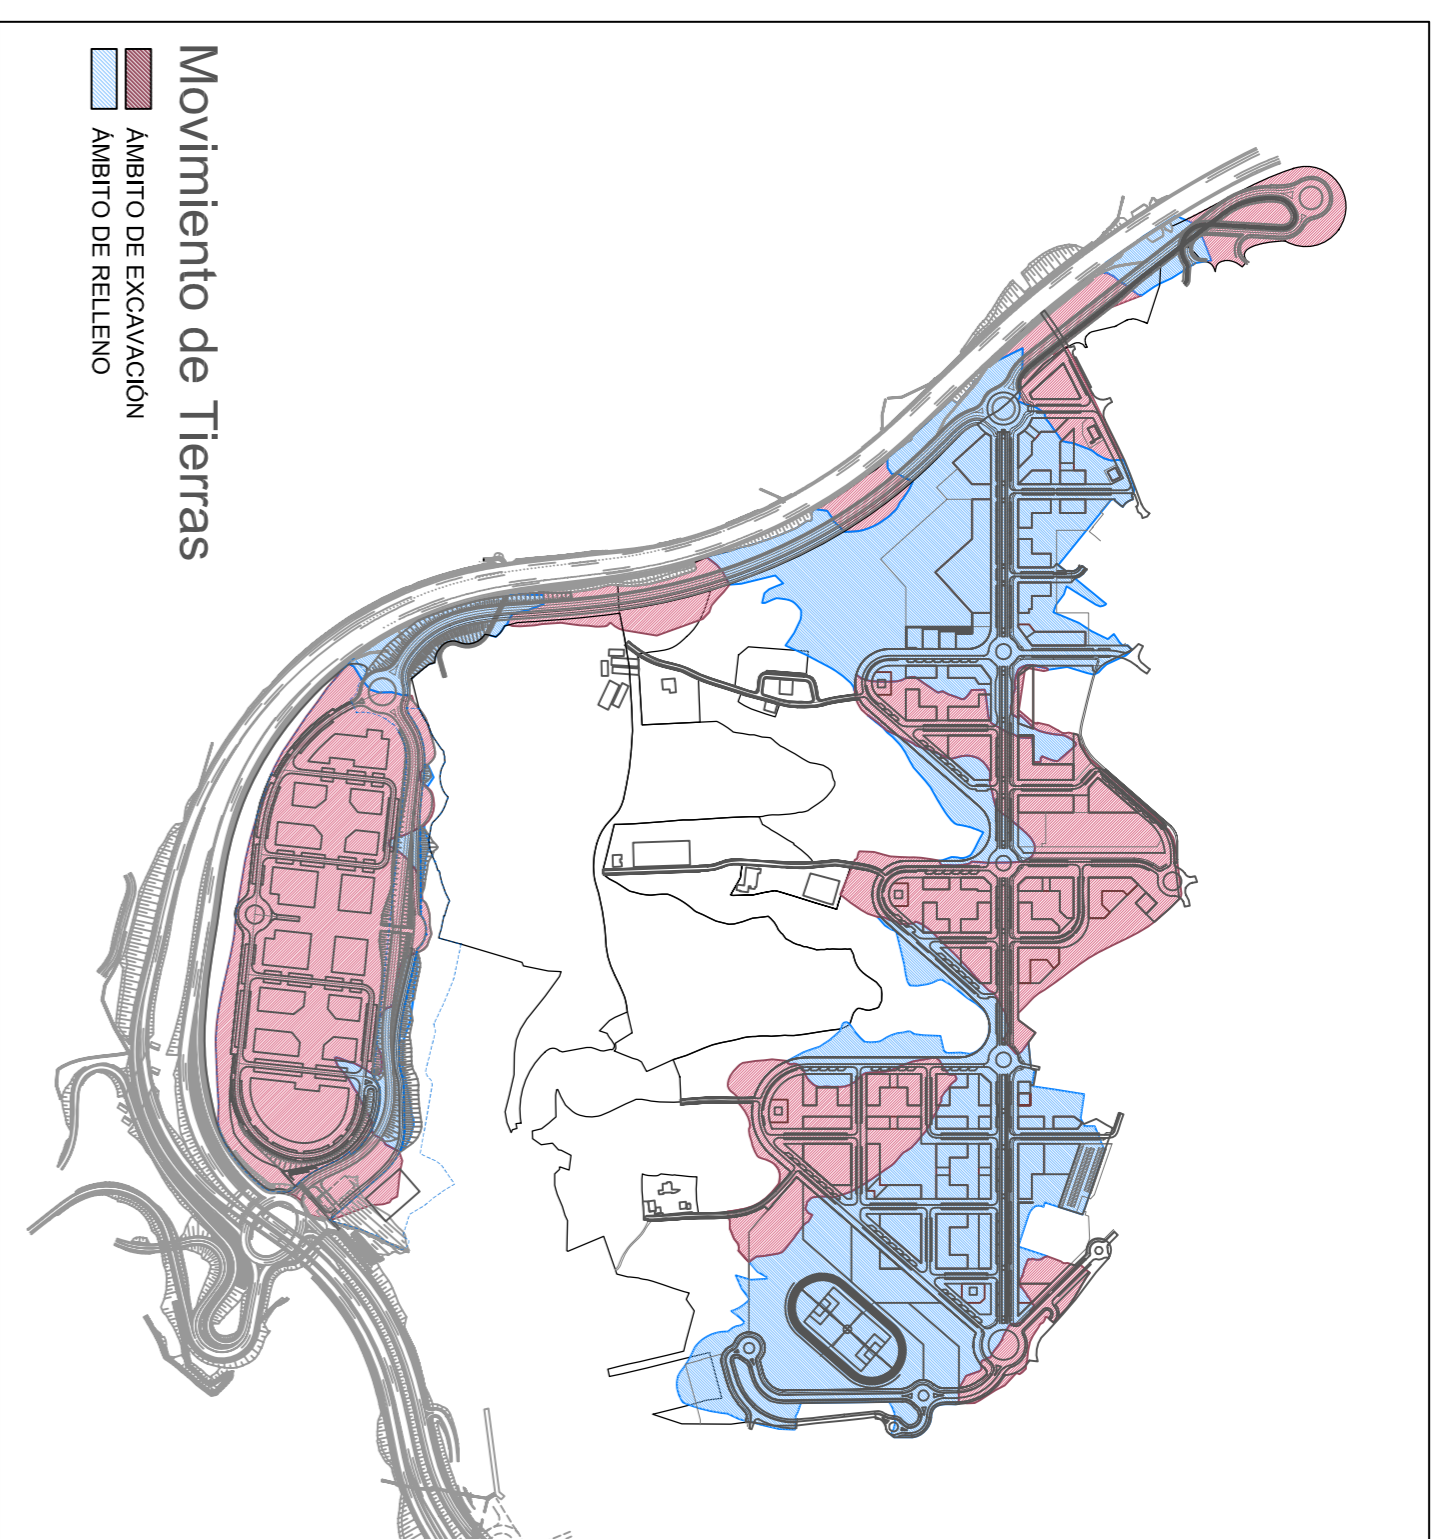 Movimiento de Tierras
ÁMBITO DE EXCAVACIÓN
ÁMBITO DE RELLENO